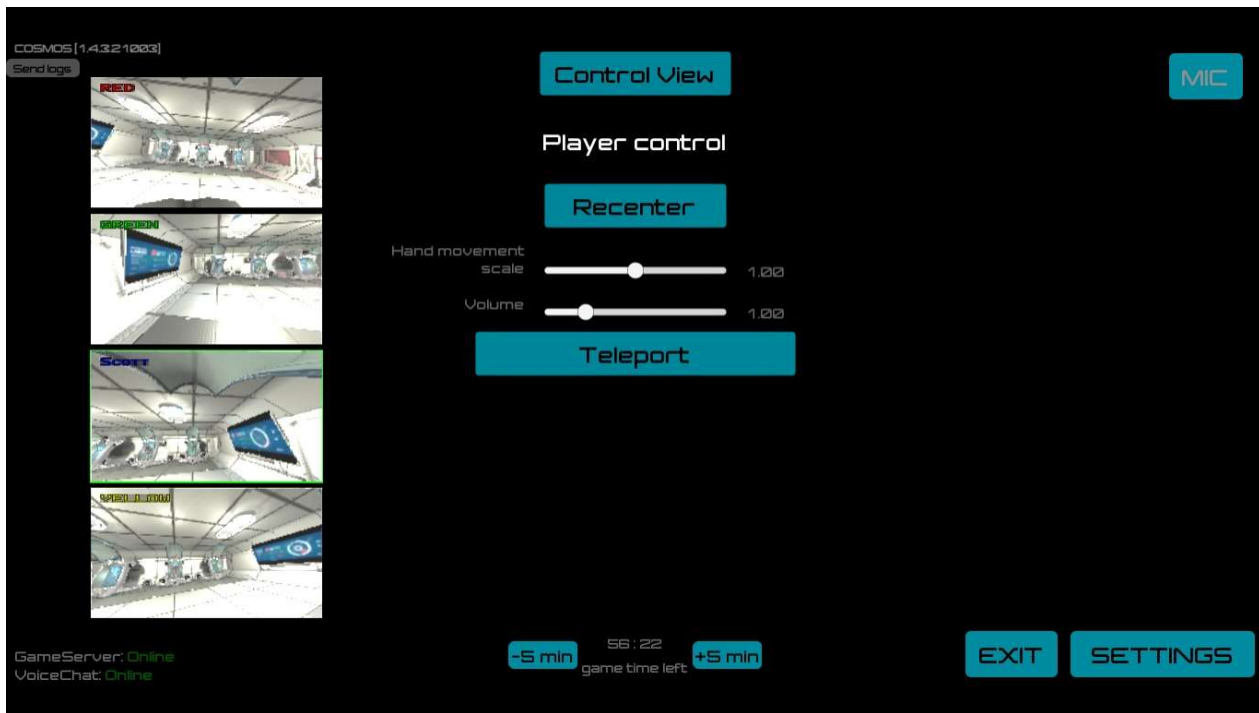 COSMOS [1.4.3.21003]
Send logs
RED
GREEN
Scott
YELLOW
Control View
MIC
Player control
Recenter
Hand movement
scale
1.00
Volume
1.00
Teleport
GameServer: Online
VoiceChat: Online
-5 min
56:22
game time left
+5 min
EXIT
SETTINGS